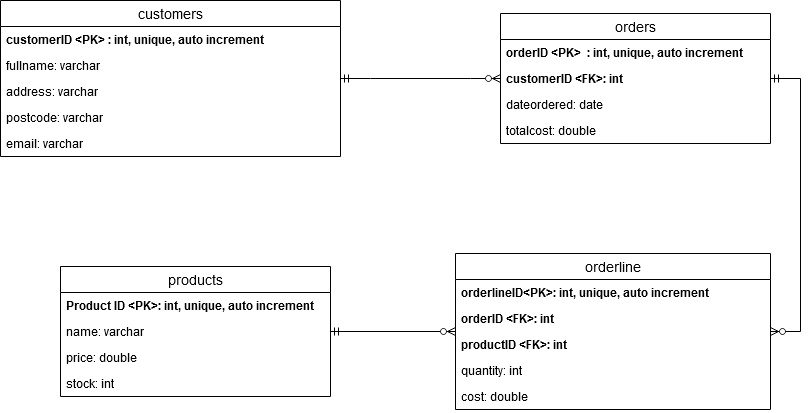 customers
customerID <PK> : int, unique, auto increment
fullname: varchar
address: varchar
postcode: varchar
email: varchar
orders
orderID <PK>  : int, unique, auto increment
customerID <FK>: int
dateordered: date
totalcost: double
products
Product ID <PK>: int, unique, auto increment
name: varchar
price: double
stock: int
orderline
orderlineID<PK>: int, unique, auto increment
orderID <FK>: int
productID <FK>: int
quantity: int
cost: double